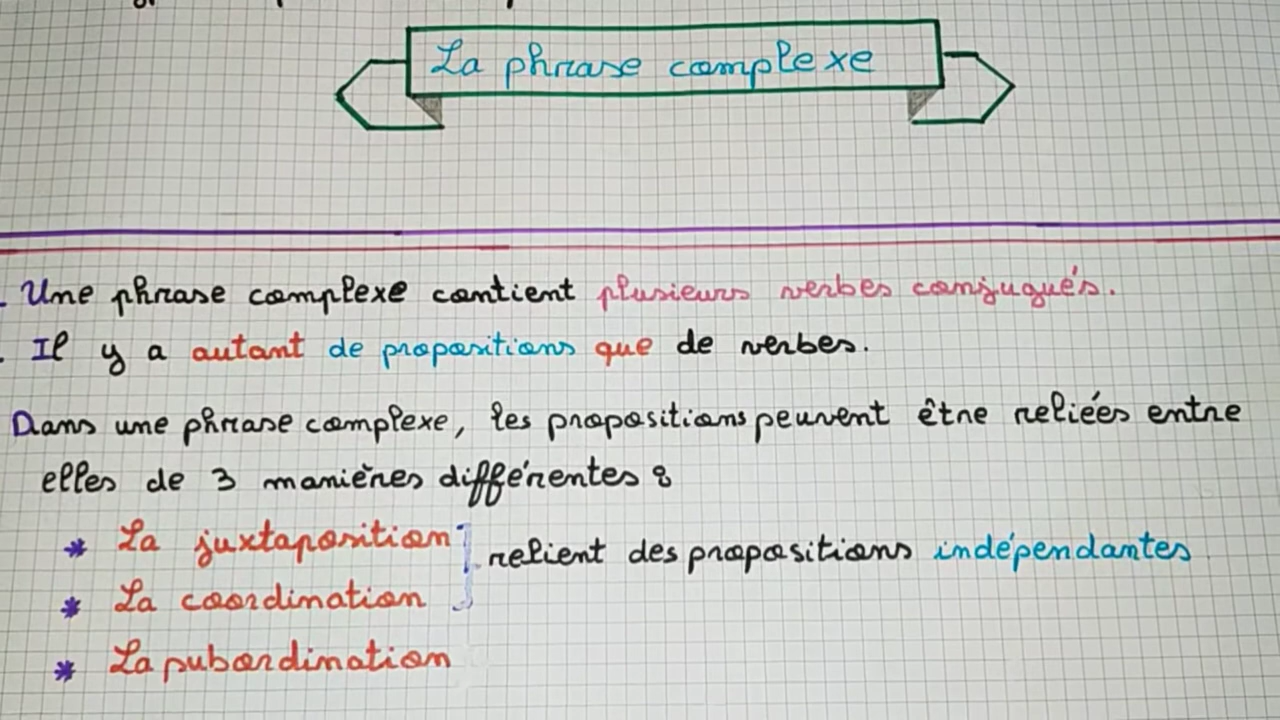 La phrase complexe
- Une phrase complexe contient plusieurs verbes conjugués.
. Il y a autant de propositions que de verbes.
Dans une phrase complexe, les propositions peuvent être reliées entre
elles de 3 manières différentes :
* La juxtaposition ] relient des propositions indépendantes
* La coordination
* La subordination